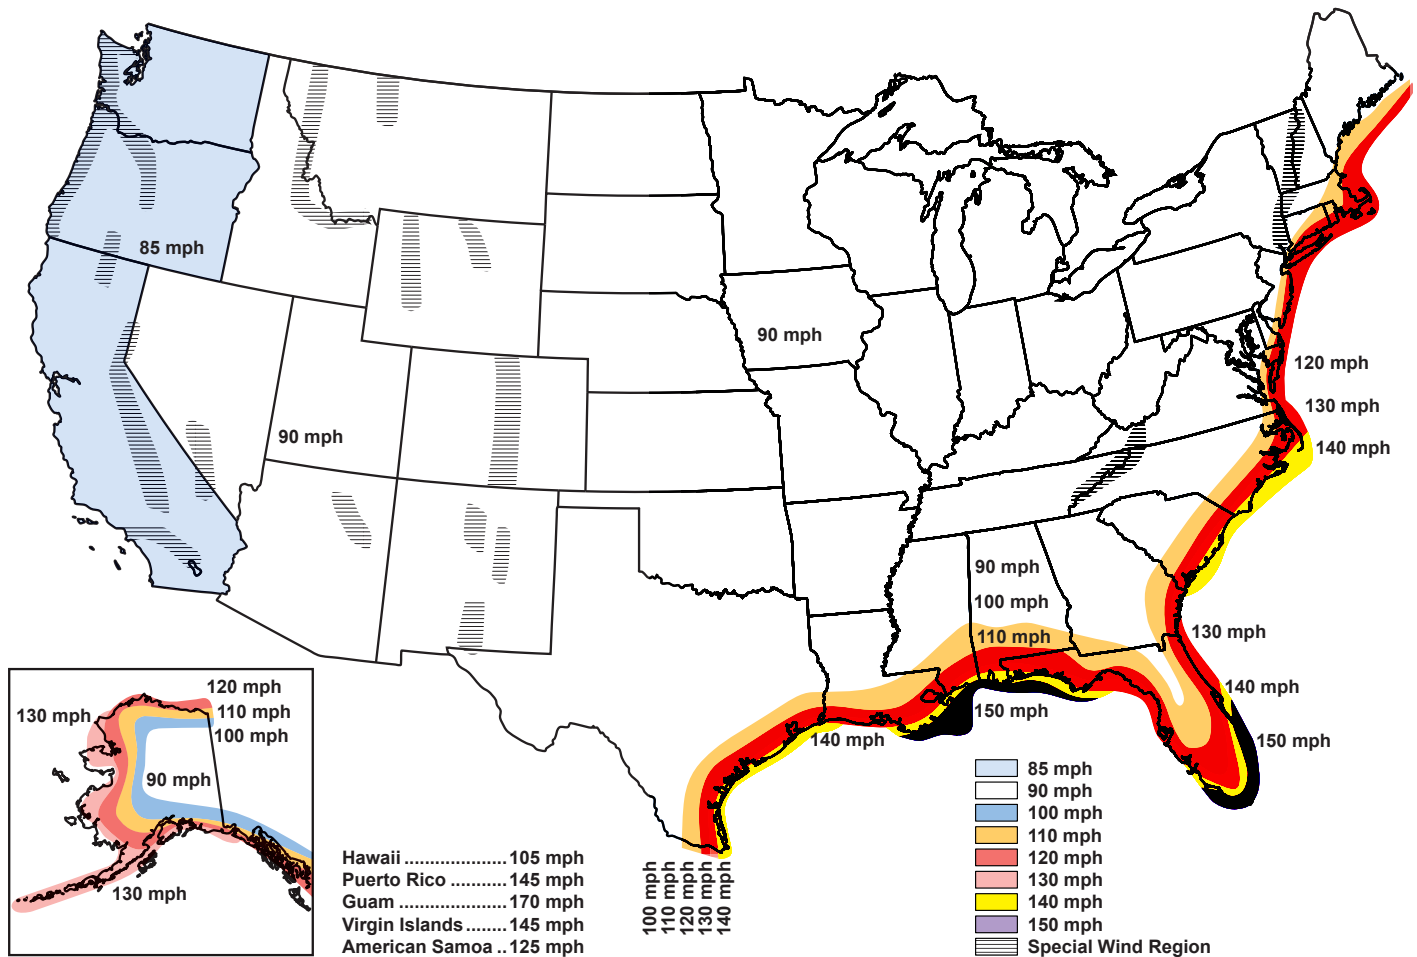 85 mph
90 mph
90 mph
120 mph
130 mph
140 mph
90 mph
100 mph
110 mph
130 mph
140 mph
150 mph
150 mph
140 mph
120 mph
110 mph
100 mph
130 mph
90 mph
130 mph
Hawaii ................... 105 mph
Puerto Rico ........... 145 mph
Guam .................... 170 mph
Virgin Islands ........ 145 mph
American Samoa .. 125 mph
100 mph
110 mph
120 mph
130 mph
140 mph
85 mph
90 mph
100 mph
110 mph
120 mph
130 mph
140 mph
150 mph
Special Wind Region